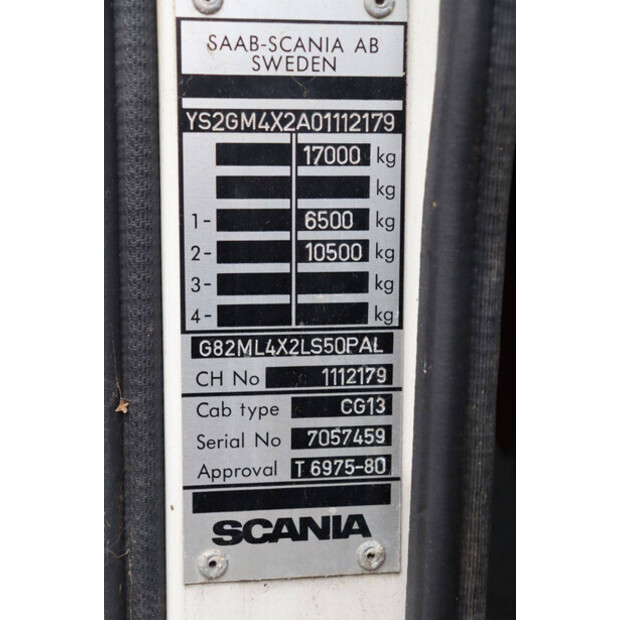 SAAB-SCANIA AB
SWEDEN
YS2GM4X2A01112179
17000 kg
kg
1- 6500 kg
2- 10500 kg
3- kg
4- kg
G82ML4X2LS50PAL
CH No 1112179
Cab type CG13
Serial No 7057459
Approval T 6975-80
SCANIA